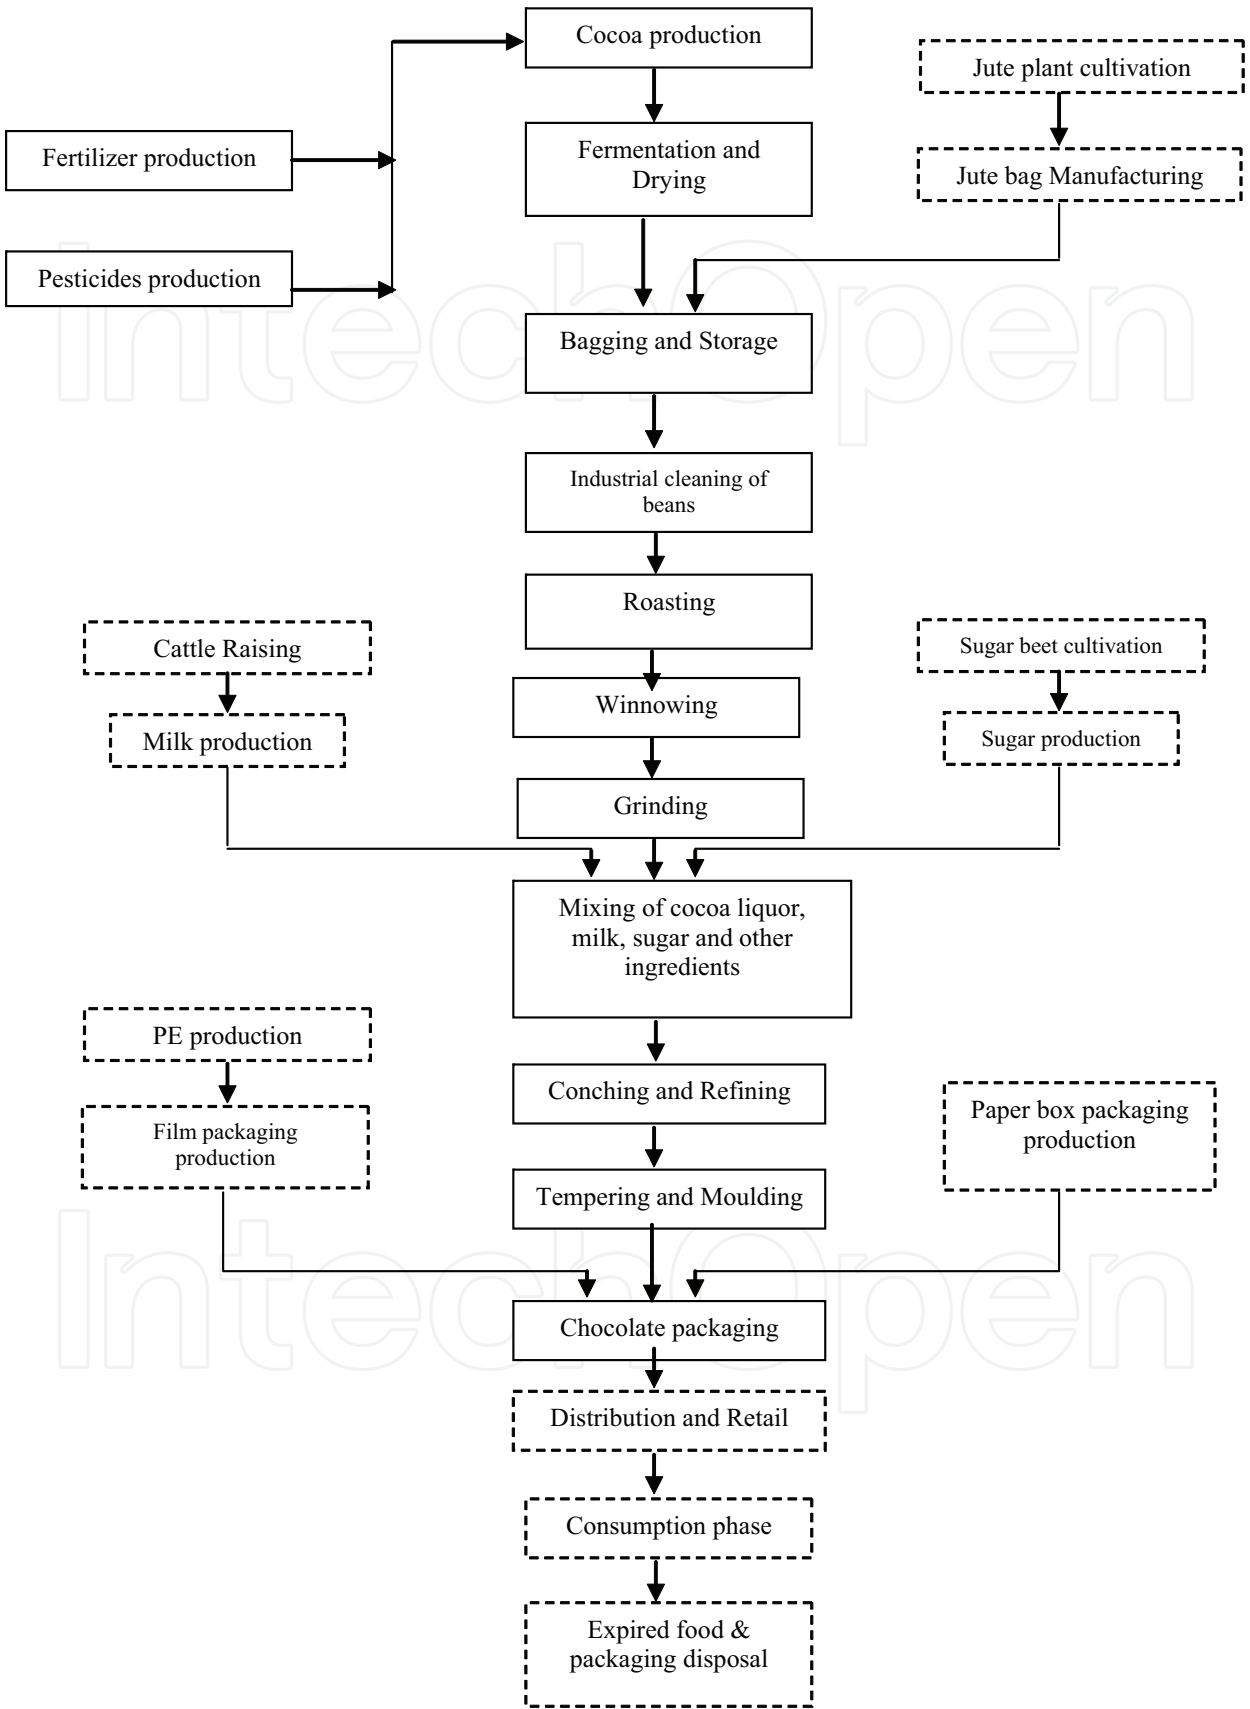 Cocoa production
Jute plant cultivation
Fertilizer production
Fermentation and
Drying
Jute bag Manufacturing
Pesticides production
Bagging and Storage
Industrial cleaning of
beans
Roasting
Cattle Raising
Sugar beet cultivation
Winnowing
Milk production
Sugar production
Grinding
Mixing of cocoa liquor,
milk, sugar and other
ingredients
PE production
Conching and Refining
Film packaging
production
Paper box packaging
production
Tempering and Moulding
Chocolate packaging
Distribution and Retail
Consumption phase
Expired food &
packaging disposal
IntechOpen
IntechOpen